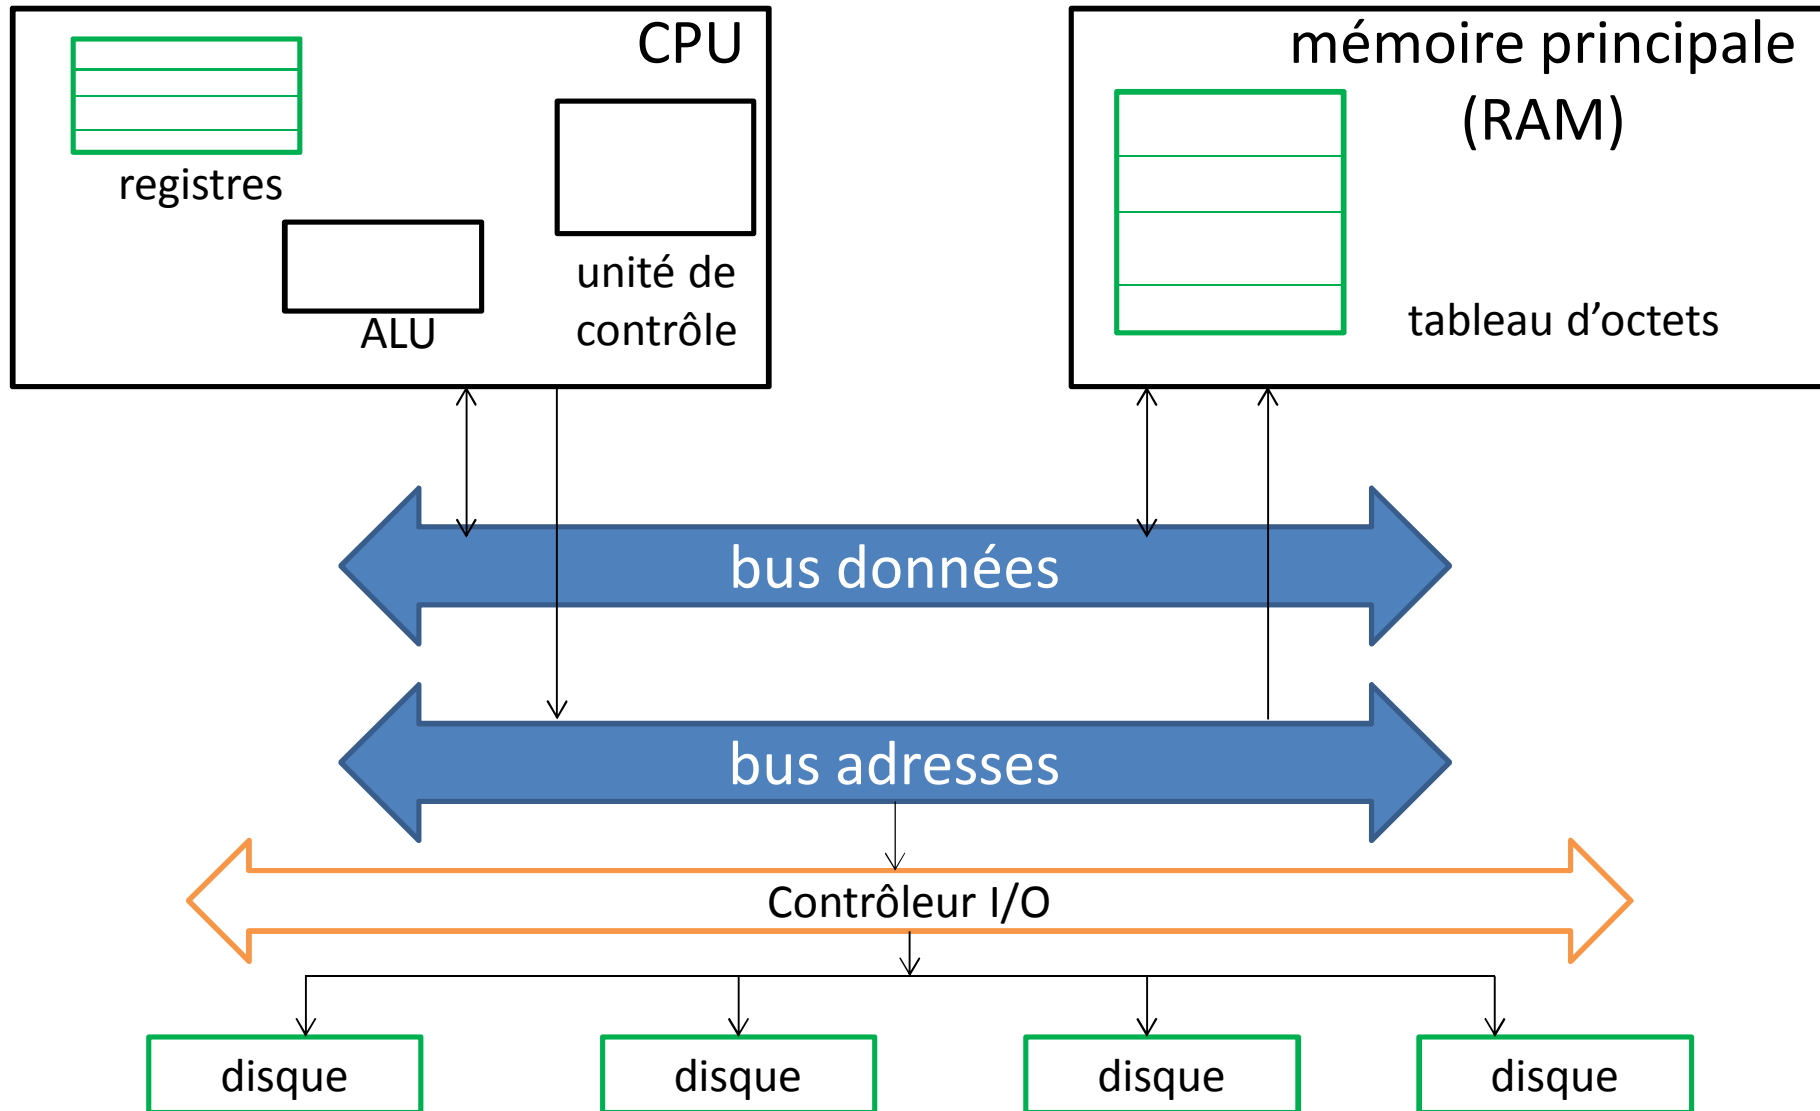 CPU
registres
ALU
unité de
contrôle
mémoire principale
(RAM)
tableau d’octets
bus données
bus adresses
Contrôleur I/O
disque
disque
disque
disque